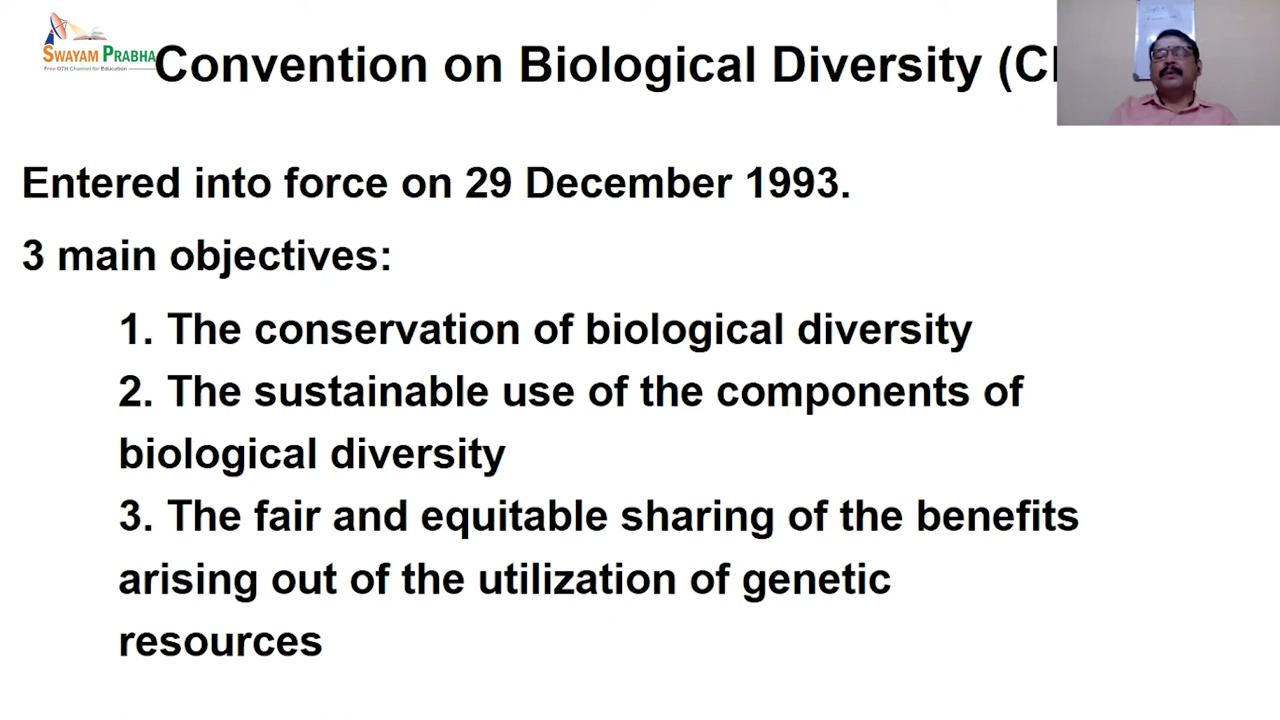 SWAYAM PRABHA
Free DTH Channel for Education
Convention on Biological Diversity
Entered into force on 29 December 1993.
3 main objectives:
1. The conservation of biological diversity
2. The sustainable use of the components of
biological diversity
3. The fair and equitable sharing of the benefits
arising out of the utilization of genetic
resources